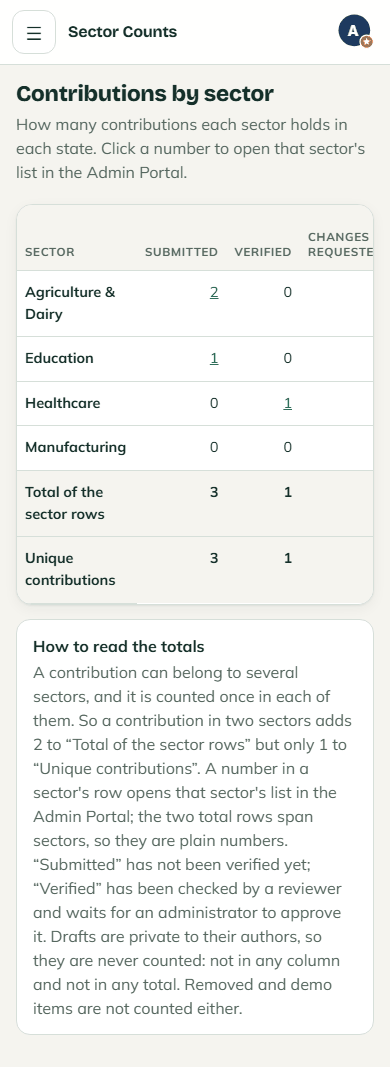 ☰ Sector Counts A
Contributions by sector
How many contributions each sector holds in
each state. Click a number to open that sector's
list in the Admin Portal.
SECTOR SUBMITTED VERIFIED CHANGES
REQUESTE
Agriculture & 2 0
Dairy
Education 1 0
Healthcare 0 1
Manufacturing 0 0
Total of the 3 1
sector rows
Unique 3 1
contributions
How to read the totals
A contribution can belong to several
sectors, and it is counted once in each of
them. So a contribution in two sectors adds
2 to “Total of the sector rows” but only 1 to
“Unique contributions”. A number in a
sector's row opens that sector's list in the
Admin Portal; the two total rows span
sectors, so they are plain numbers.
“Submitted” has not been verified yet;
“Verified” has been checked by a reviewer
and waits for an administrator to approve
it. Drafts are private to their authors, so
they are never counted: not in any column
and not in any total. Removed and demo
items are not counted either.